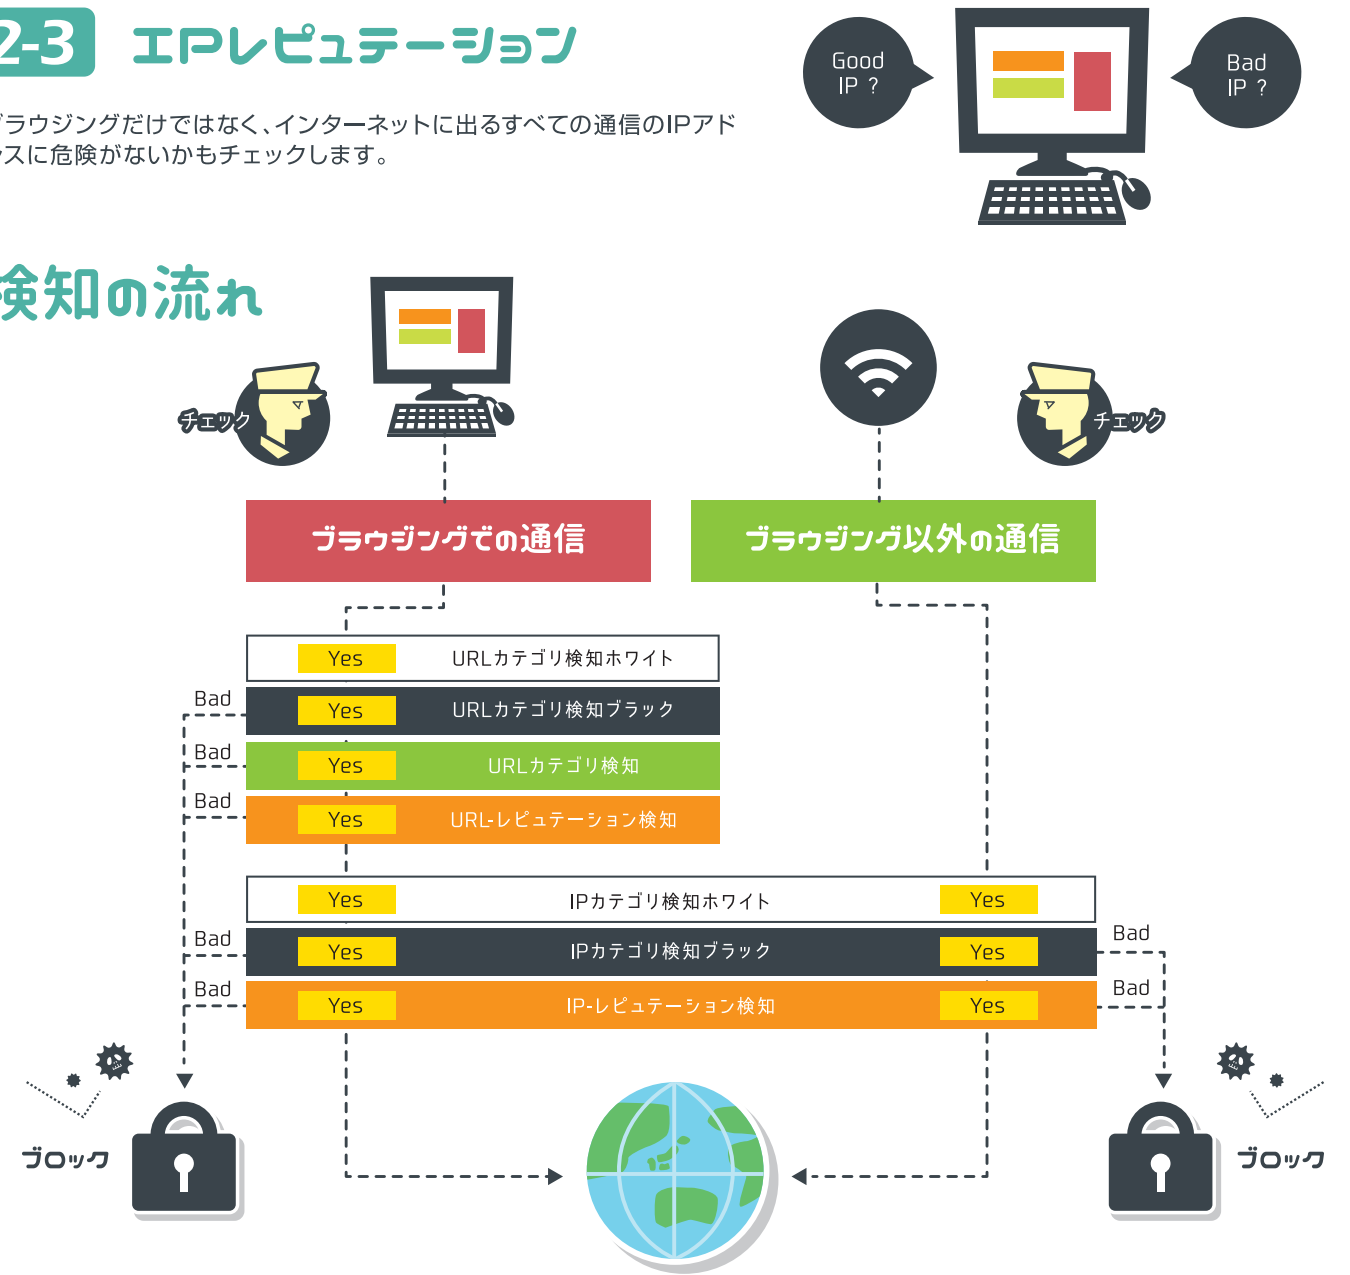 2-3 IPレピュテーション
ブラウジングだけではなく、インターネットに出るすべての通信のIPアド
レスに危険がないかもチェックします。
Good
IP ?
Bad
IP ?
検知の流れ
チェック
チェック
ブラウジングでの通信
ブラウジング以外の通信
Yes URLカテゴリ検知ホワイト
Bad Yes URLカテゴリ検知ブラック
Bad Yes URLカテゴリ検知
Bad Yes URL-レピュテーション検知
Yes IPカテゴリ検知ホワイト Yes
Bad Yes IPカテゴリ検知ブラック Yes Bad
Bad Yes IP-レピュテーション検知 Yes Bad
ブロック
ブロック